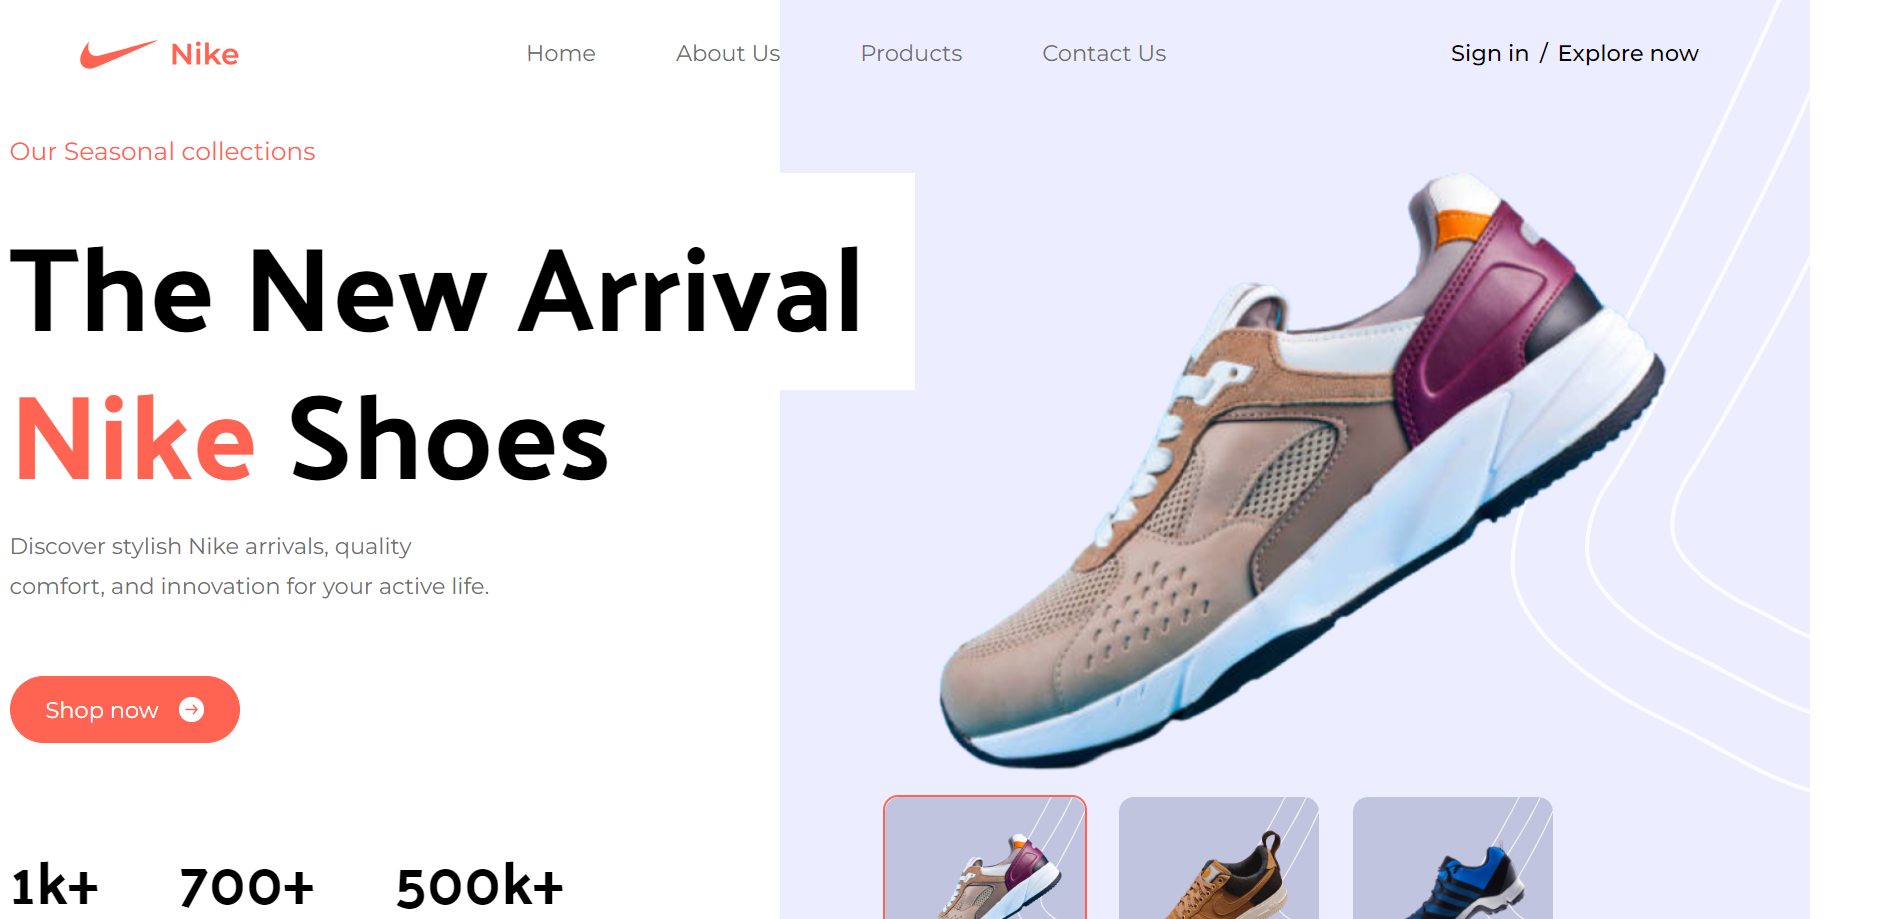 Nike
Home
About Us
Products
Contact Us
Sign in / Explore now
Our Seasonal collections
The New Arrival
Nike Shoes
Discover stylish Nike arrivals, quality
comfort, and innovation for your active life.
Shop now
1k+
700+
500k+